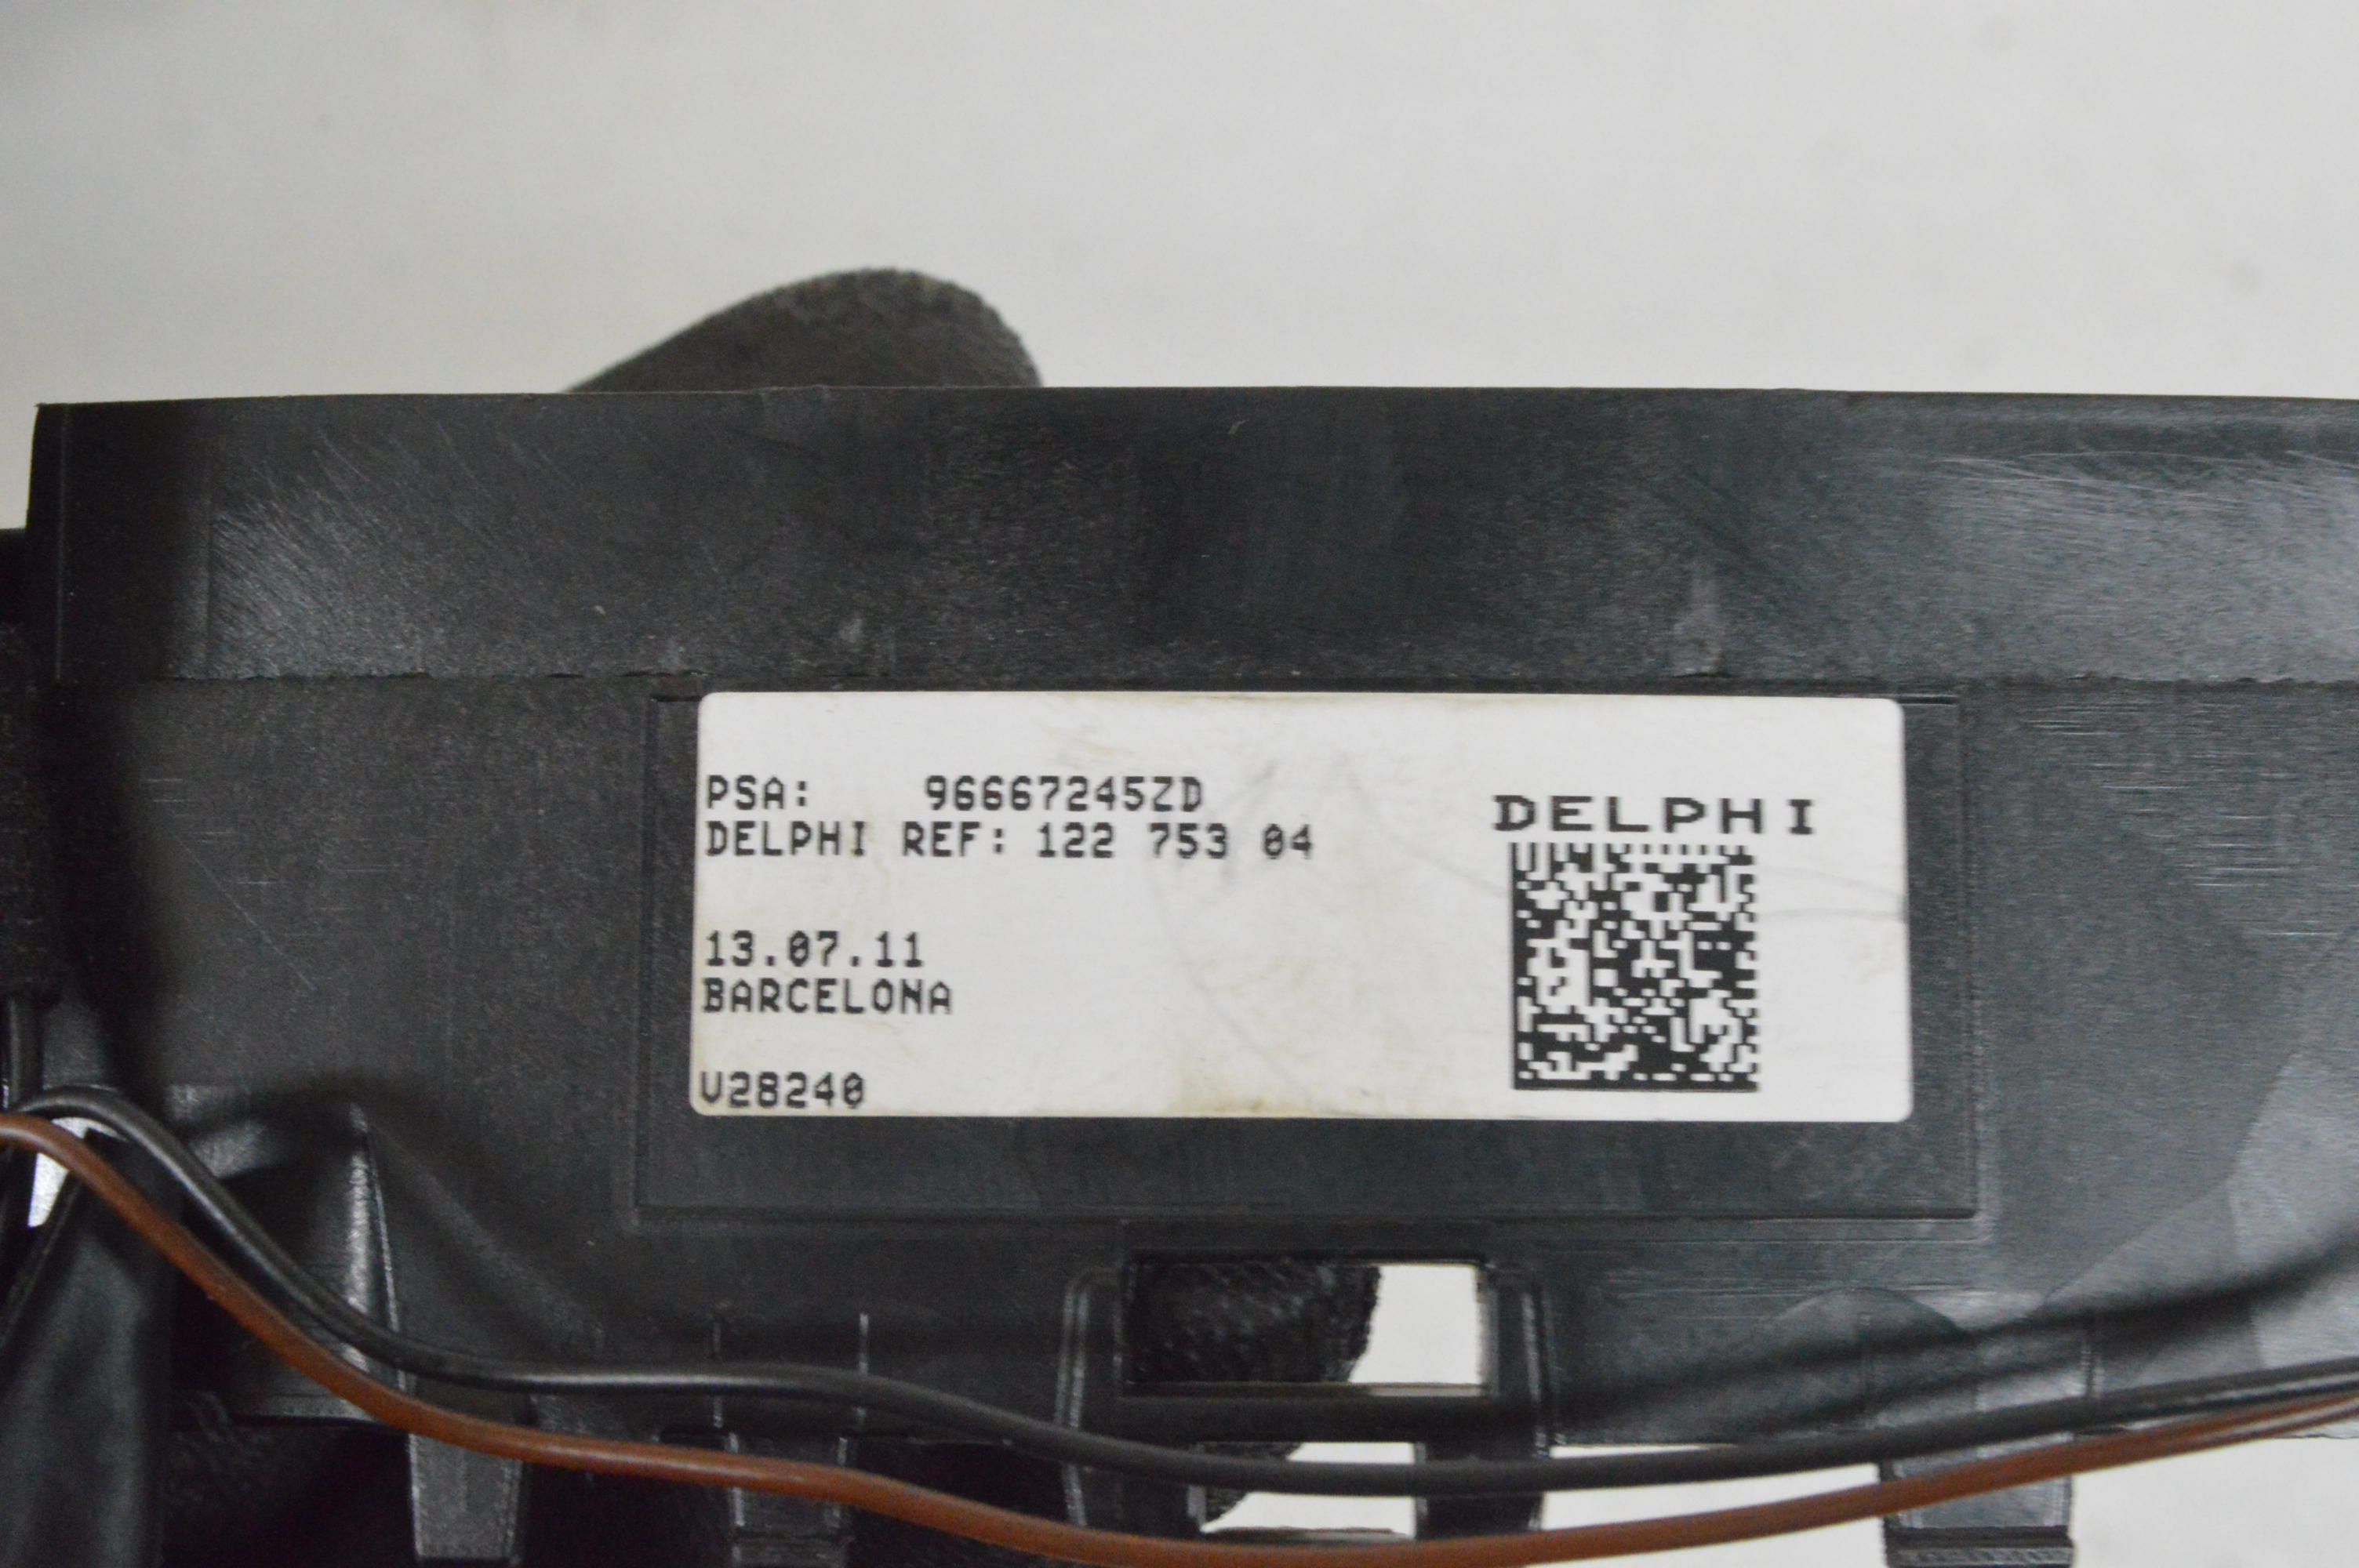 PSA: 96667245ZD
DELPHI REF: 122 753 04
DELPHI
13.07.11
BARCELONA
V28240